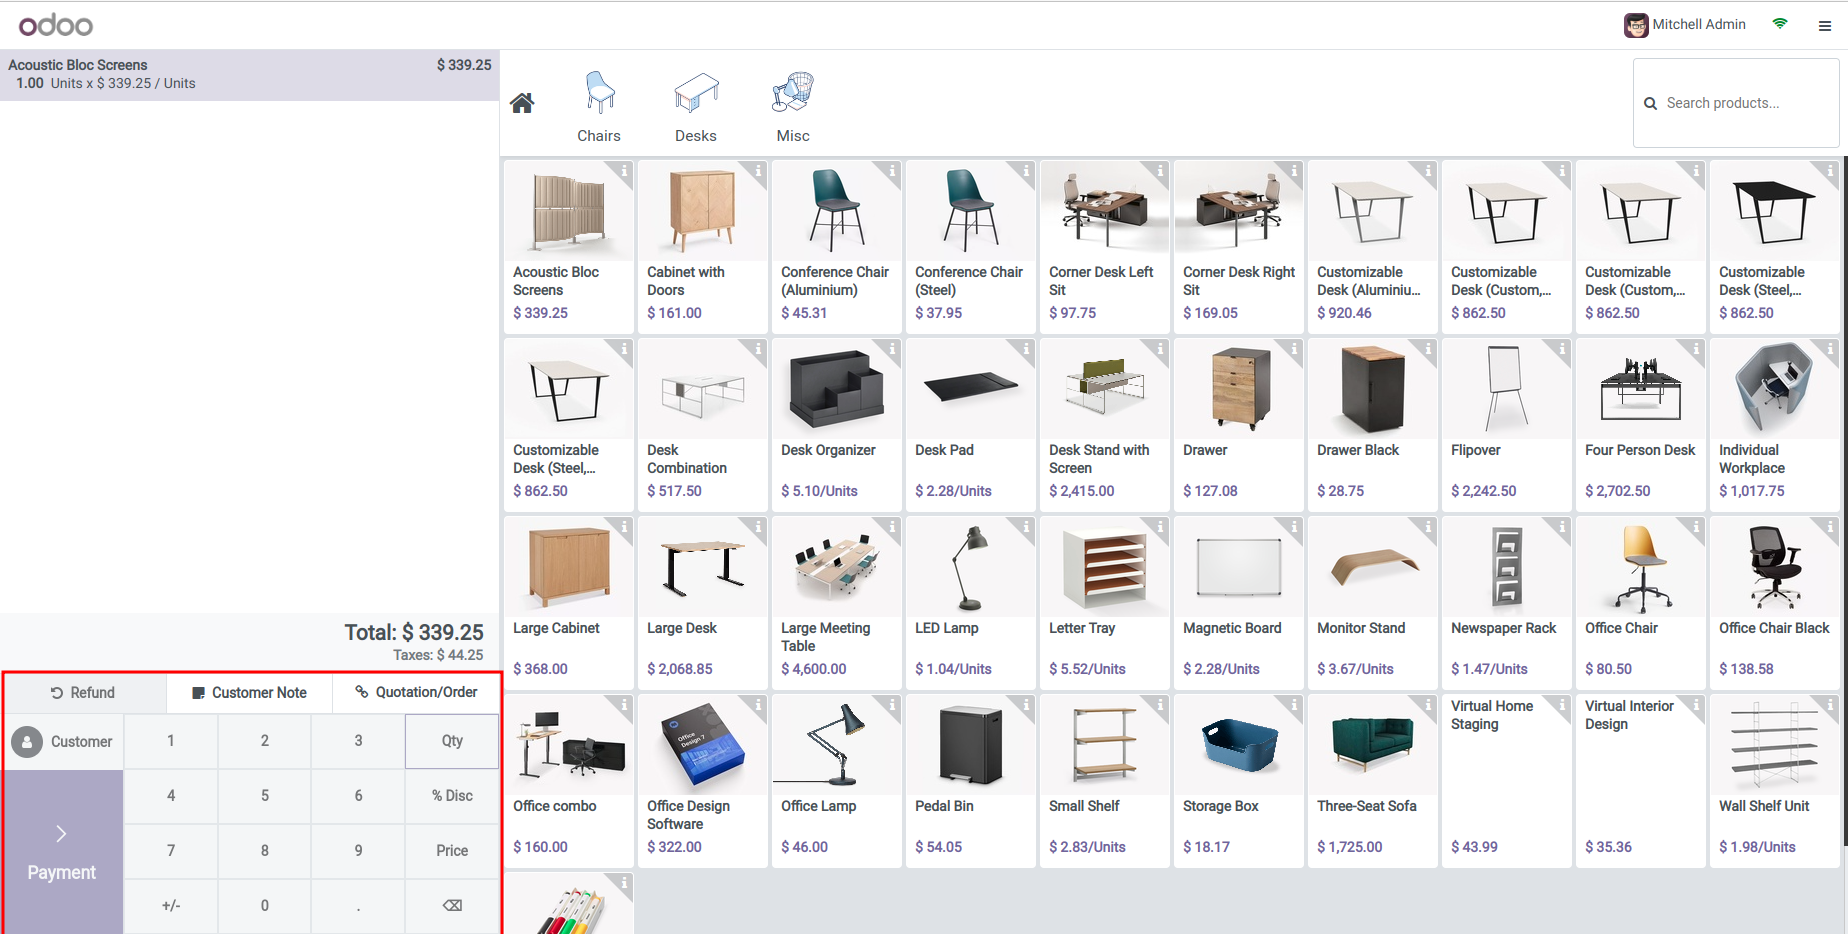 odoo
Mitchell Admin
Acoustic Bloc Screens $ 339.25
1.00 Units x $ 339.25 / Units
Chairs
Desks
Misc
Search products...
Acoustic Bloc
Screens
$ 339.25
Cabinet with
Doors
$ 161.00
Conference Chair
(Aluminium)
$ 45.31
Conference Chair
(Steel)
$ 37.95
Corner Desk Left
Sit
$ 97.75
Corner Desk Right
Sit
$ 169.05
Customizable
Desk (Aluminiu...
$ 920.46
Customizable
Desk (Custom,...
$ 862.50
Customizable
Desk (Custom,...
$ 862.50
Customizable
Desk (Steel,...
$ 862.50
Customizable
Desk (Steel,...
$ 862.50
Desk
Combination
$ 517.50
Desk Organizer
$ 5.10/Units
Desk Pad
$ 2.28/Units
Desk Stand with
Screen
$ 2,415.00
Drawer
$ 127.08
Drawer Black
$ 28.75
Flipover
$ 2,242.50
Four Person Desk
$ 2,702.50
Individual
Workplace
$ 1,017.75
Large Cabinet
$ 368.00
Large Desk
$ 2,068.85
Large Meeting
Table
$ 4,600.00
LED Lamp
$ 1.04/Units
Letter Tray
$ 5.52/Units
Magnetic Board
$ 2.28/Units
Monitor Stand
$ 3.67/Units
Newspaper Rack
$ 1.47/Units
Office Chair
$ 80.50
Office Chair Black
$ 138.58
Office combo
$ 160.00
Office
Design 7
Office Design
Software
$ 322.00
Office Lamp
$ 46.00
Pedal Bin
$ 54.05
Small Shelf
$ 2.83/Units
Storage Box
$ 18.17
Three-Seat Sofa
$ 1,725.00
Virtual Home
Staging
$ 43.99
Virtual Interior
Design
$ 35.36
Wall Shelf Unit
$ 1.98/Units
Total: $ 339.25
Taxes: $ 44.25
Refund
Customer Note
Quotation/Order
Customer
1 2 3 Qty
4 5 6 % Disc
7 8 9 Price
Payment
+/- 0 .